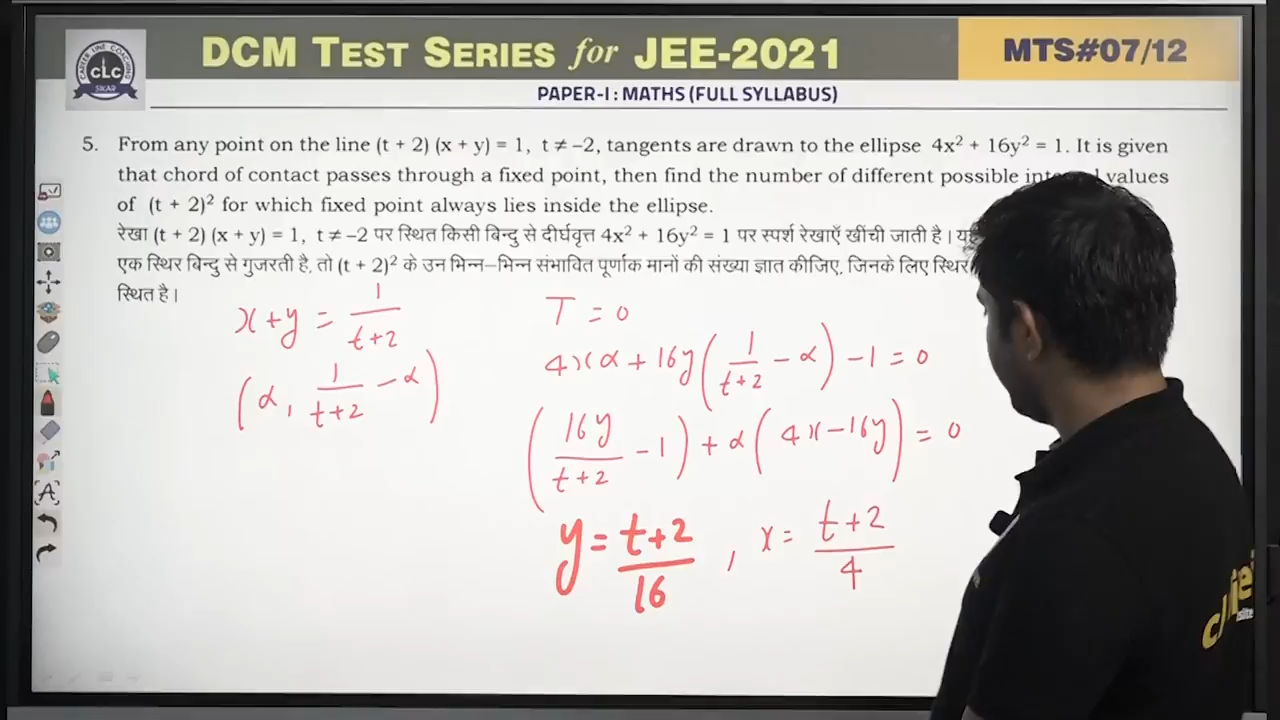 DCM TEST SERIES for JEE-2021
MTS#07/12
CAREER LINE COACHING
CLC
SIKAR
PAPER-I : MATHS (FULL SYLLABUS)
5. From any point on the line (t + 2) (x + y) = 1, t ≠ –2, tangents are drawn to the ellipse 4x² + 16y² = 1. It is given
that chord of contact passes through a fixed point, then find the number of different possible values
of (t + 2)² for which fixed point always lies inside the ellipse.
रेखा (t + 2) (x + y) = 1, t ≠ –2 पर स्थित किसी बिन्दु से दीर्घवृत्त 4x² + 16y² = 1 पर स्पर्श रेखाएँ खींची जाती है।
एक स्थिर बिन्दु से गुजरती है, तो (t + 2)² के उन भिन्न–भिन्न संभावित पूर्णाक मानों की संख्या ज्ञात कीजिए, जिनके लिए स्थिर
स्थित है।
x + y = 1/(t+2)
(α, 1/(t+2) – α)
T = 0
4xα + 16y(1/(t+2) – α) – 1 = 0
(16y/(t+2) – 1) + α(4x – 16y) = 0
y = (t+2)/16 , x = (t+2)/4